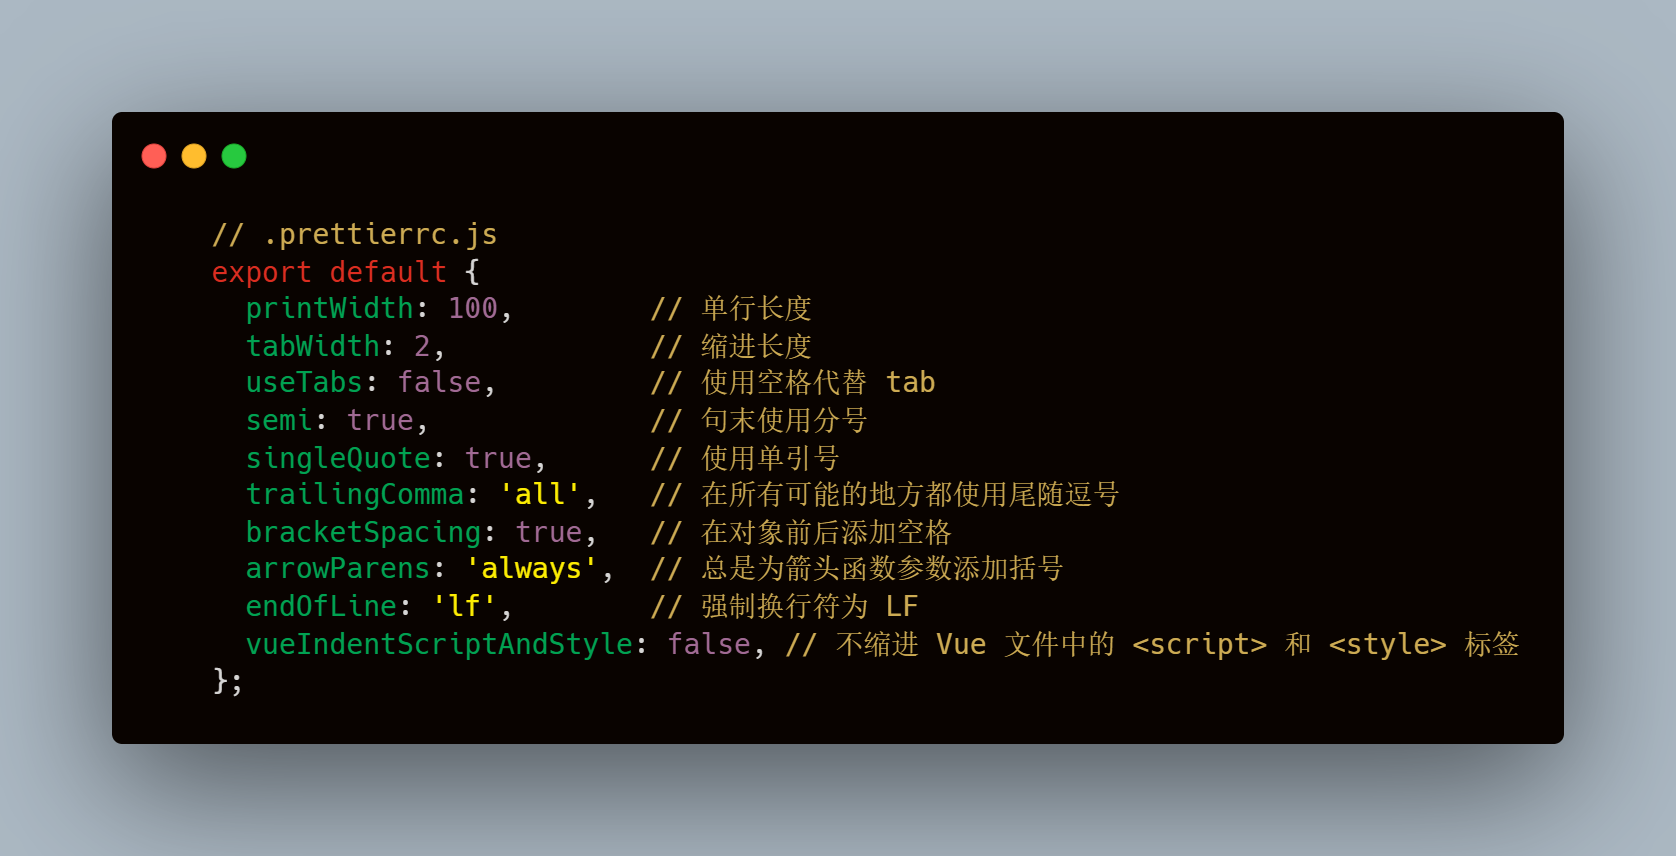 // .prettierrc.js
export default {
  printWidth: 100,        // 单行长度
  tabWidth: 2,            // 缩进长度
  useTabs: false,         // 使用空格代替 tab
  semi: true,             // 句末使用分号
  singleQuote: true,      // 使用单引号
  trailingComma: 'all',   // 在所有可能的地方都使用尾随逗号
  bracketSpacing: true,   // 在对象前后添加空格
  arrowParens: 'always',  // 总是为箭头函数参数添加括号
  endOfLine: 'lf',        // 强制换行符为 LF
  vueIndentScriptAndStyle: false, // 不缩进 Vue 文件中的 <script> 和 <style> 标签
};